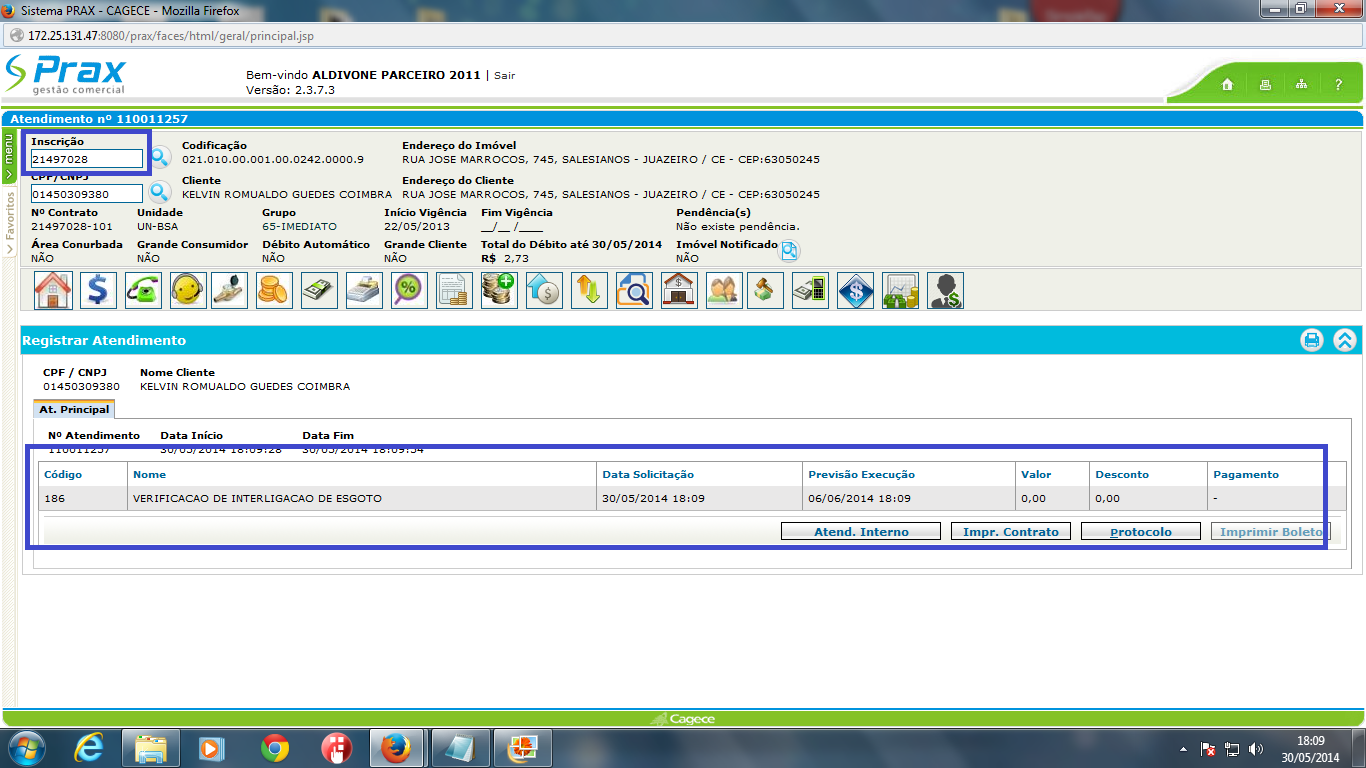 Sistema PRAX - CAGECE - Mozilla Firefox
172.25.131.47:8080/prax/faces/html/geral/principal.jsp
Prax
gestão comercial
Bem-vindo ALDIVONE PARCEIRO 2011 | Sair
Versão: 2.3.7.3
?
Atendimento nº 110011257
menu
Favoritos
Inscrição Codificação Endereço do Imóvel
21497028 021.010.00.001.00.0242.0000.9 RUA JOSE MARROCOS, 745, SALESIANOS - JUAZEIRO / CE - CEP:63050245
CPF/CNPJ Cliente Endereço do Cliente
01450309380 KELVIN ROMUALDO GUEDES COIMBRA RUA JOSE MARROCOS, 745, SALESIANOS - JUAZEIRO / CE - CEP:63050245
Nº Contrato Unidade Grupo Início Vigência Fim Vigência Pendência(s)
21497028-101 UN-BSA 65-IMEDIATO 22/05/2013 __/__ /____ Não existe pendência.
Área Conurbada Grande Consumidor Débito Automático Grande Cliente Total do Débito até 30/05/2014 Imóvel Notificado
NÃO NÃO NÃO NÃO R$ 2,73 NÃO
Registrar Atendimento
CPF / CNPJ Nome Cliente
01450309380 KELVIN ROMUALDO GUEDES COIMBRA
At. Principal
Nº Atendimento Data Início Data Fim
110011257 30/05/2014 18:09:28 30/05/2014 18:09:54
Código Nome Data Solicitação Previsão Execução Valor Desconto Pagamento
186 VERIFICACAO DE INTERLIGACAO DE ESGOTO 30/05/2014 18:09 06/06/2014 18:09 0,00 0,00 -
Atend. Interno Impr. Contrato Protocolo Imprimir Boleto
Cagece
18:09
30/05/2014